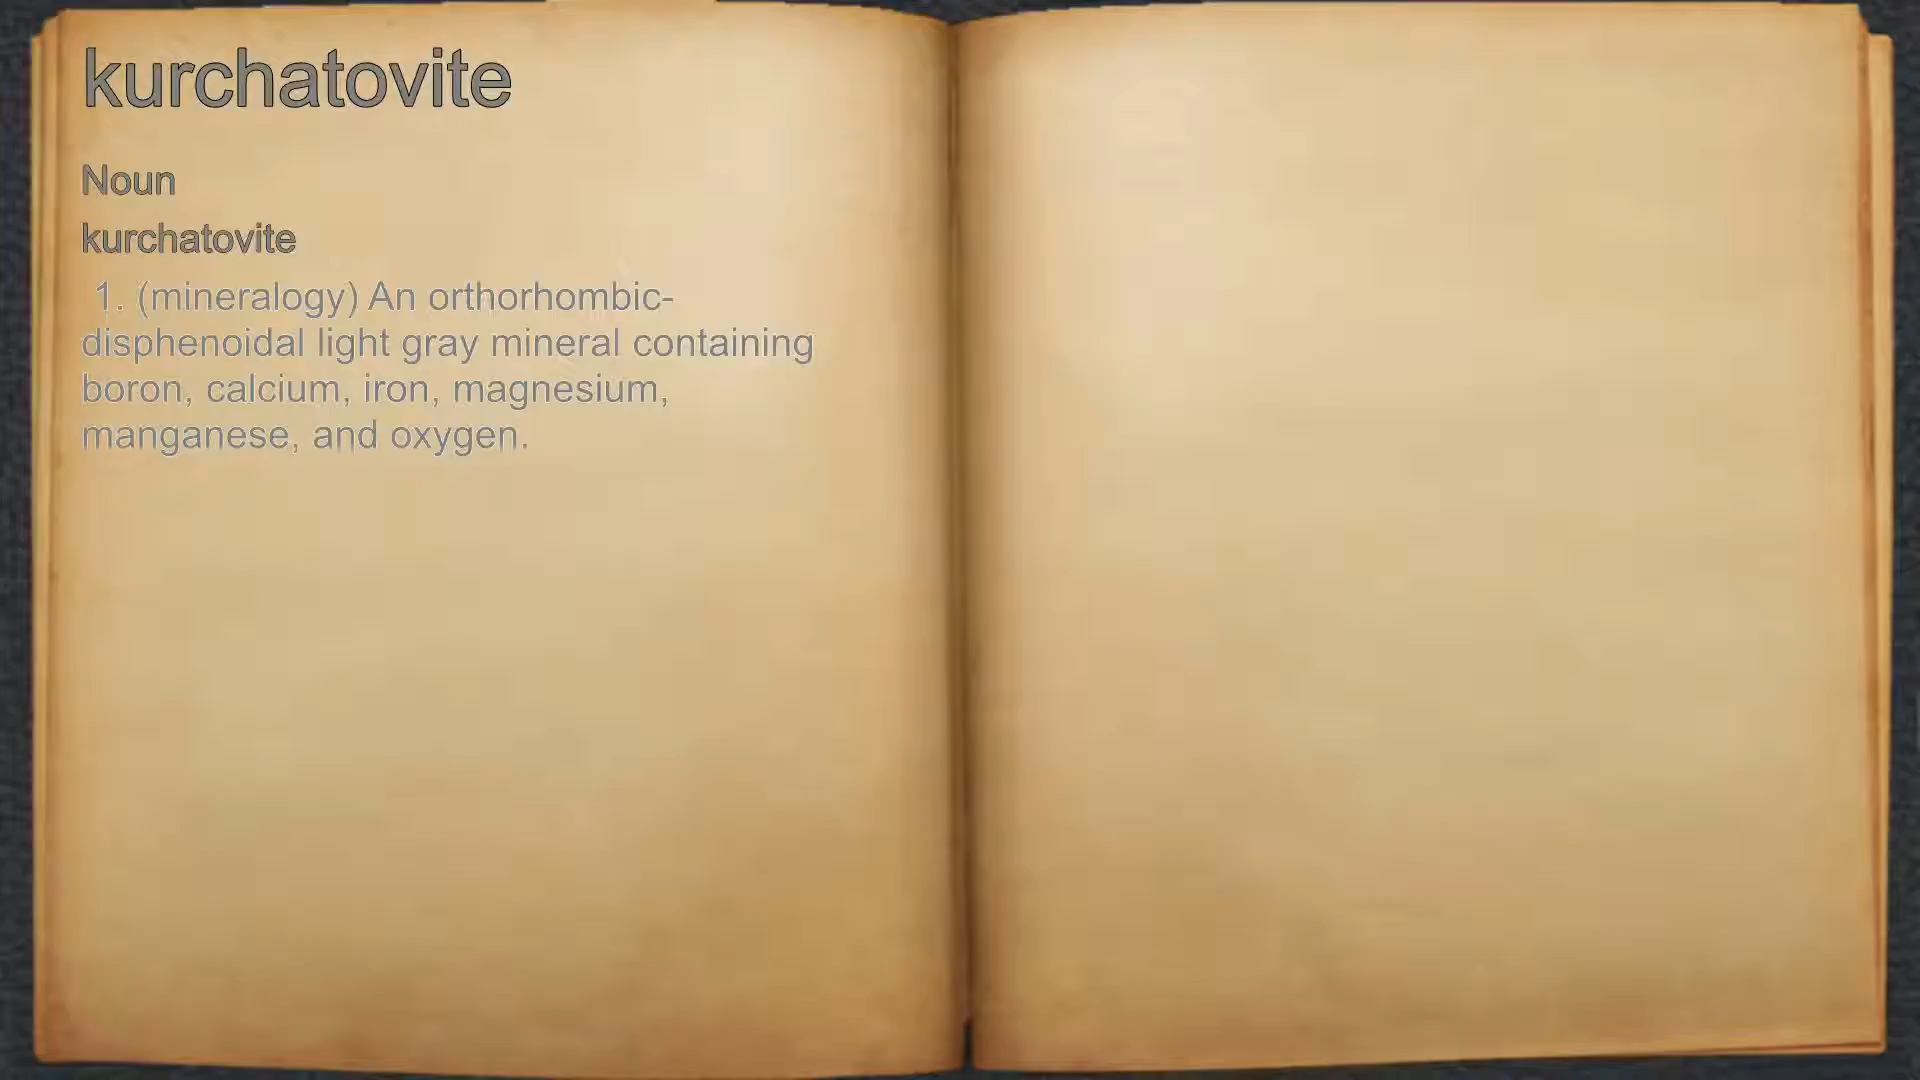 kurchatovite
Noun
kurchatovite
1. (mineralogy) An orthorhombic-
disphenoidal light gray mineral containing
boron, calcium, iron, magnesium,
manganese, and oxygen.